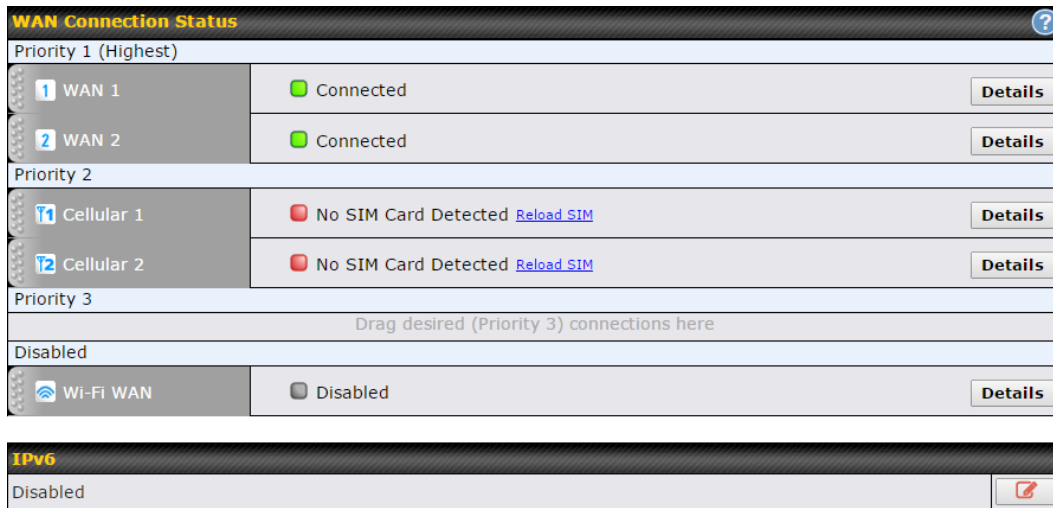 WAN Connection Status
?
Priority 1 (Highest)
1 WAN 1 Connected Details
2 WAN 2 Connected Details
Priority 2
1 Cellular 1 No SIM Card Detected Reload SIM Details
2 Cellular 2 No SIM Card Detected Reload SIM Details
Priority 3
Drag desired (Priority 3) connections here
Disabled
Wi-Fi WAN Disabled Details
IPv6
Disabled